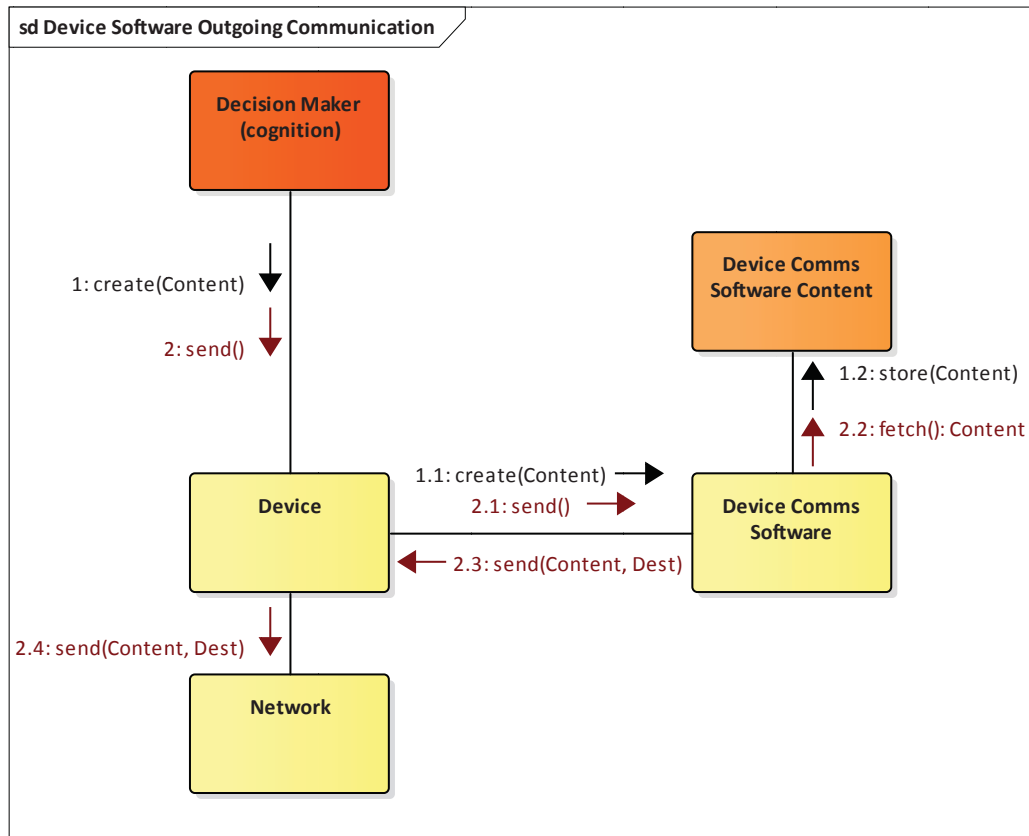 sd Device Software Outgoing Communication
Decision Maker
(cognition)
Device Comms
Software Content
1: create(Content)
2: send()
1.2: store(Content)
2.2: fetch(): Content
1.1: create(Content)
2.1: send()
Device
Device Comms
Software
2.3: send(Content, Dest)
2.4: send(Content, Dest)
Network